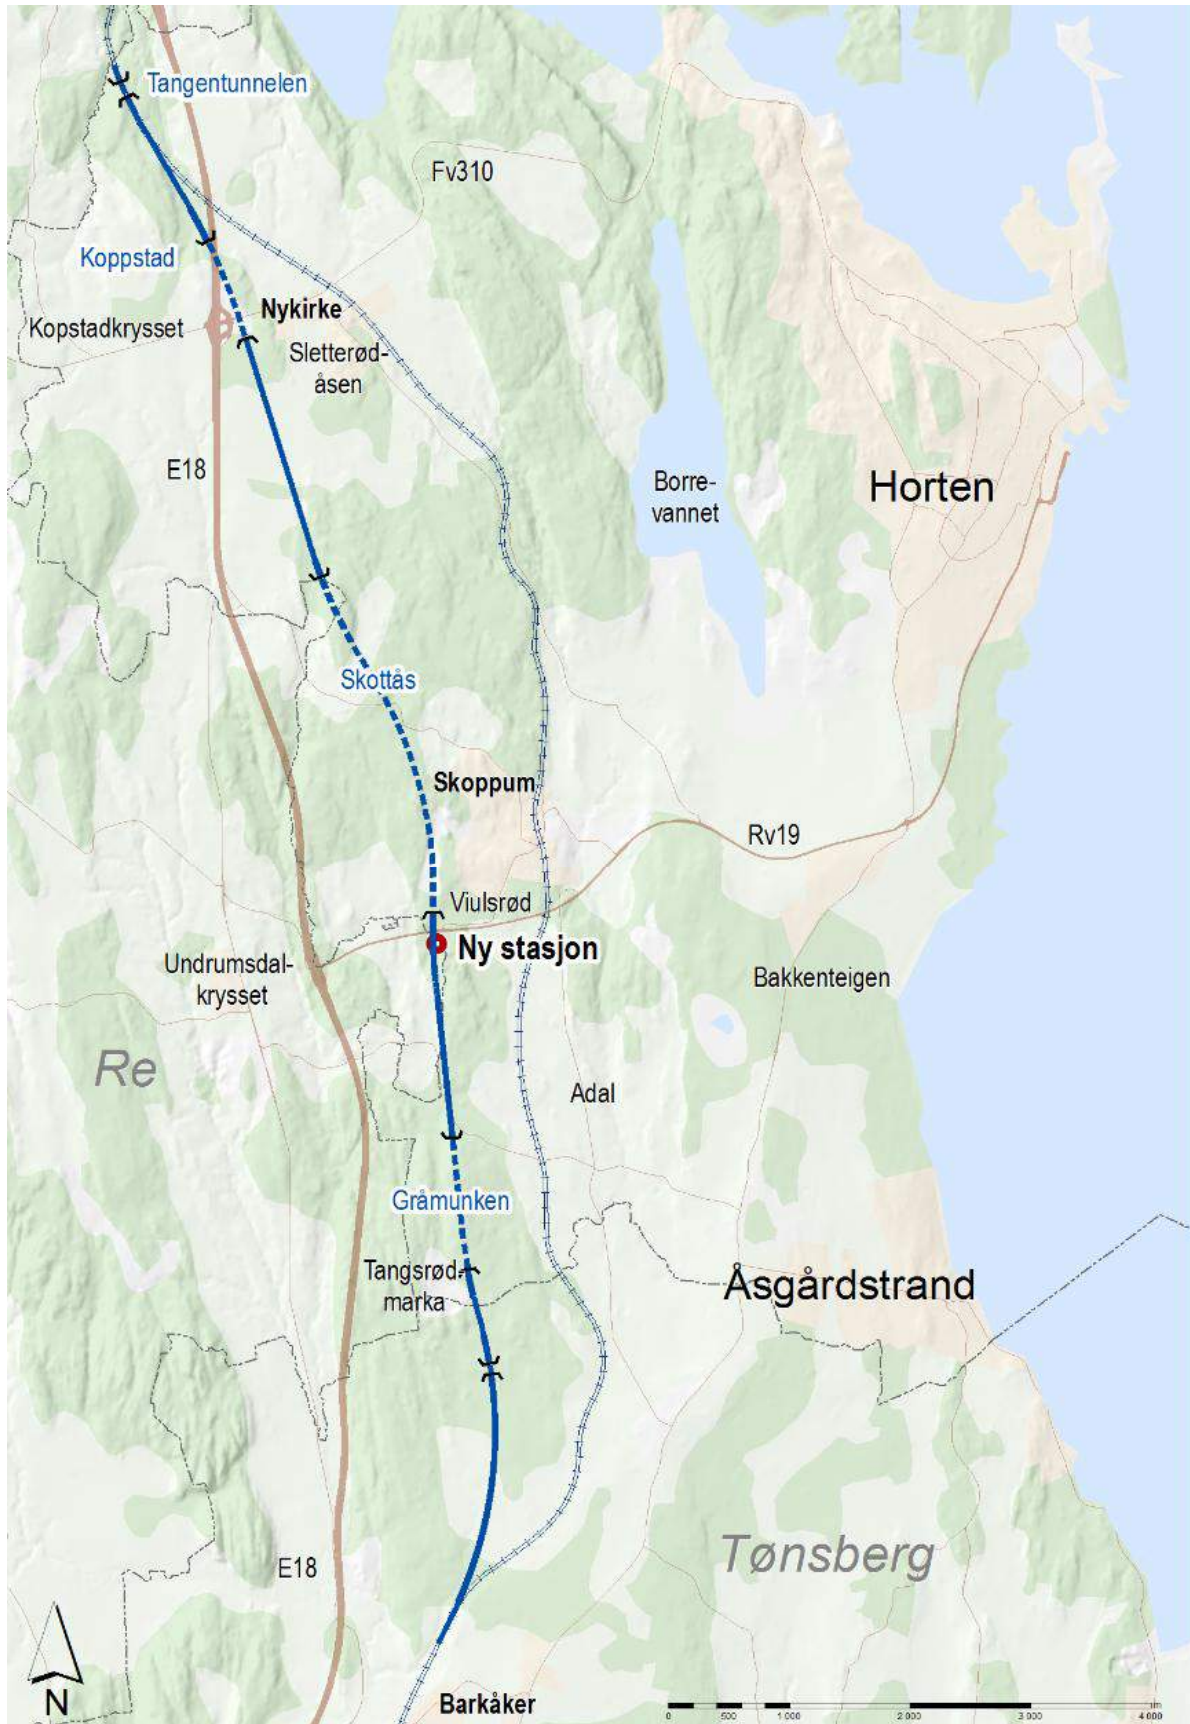 Tangentunnelen
Fv310
Koppstad
Nykirke
Kopstadkrysset
Sletterød-
åsen
E18
Borre-
vannet
Horten
Skottås
Skoppum
Rv19
Viulsrød
Ny stasjon
Undrumsdal-
krysset
Bakkenteigen
Re
Adal
Gråmunken
Tangsrød-
marka
Åsgårdstrand
Tønsberg
E18
N
Barkåker
0 500 1 000 2 000 3 000 4 000
m